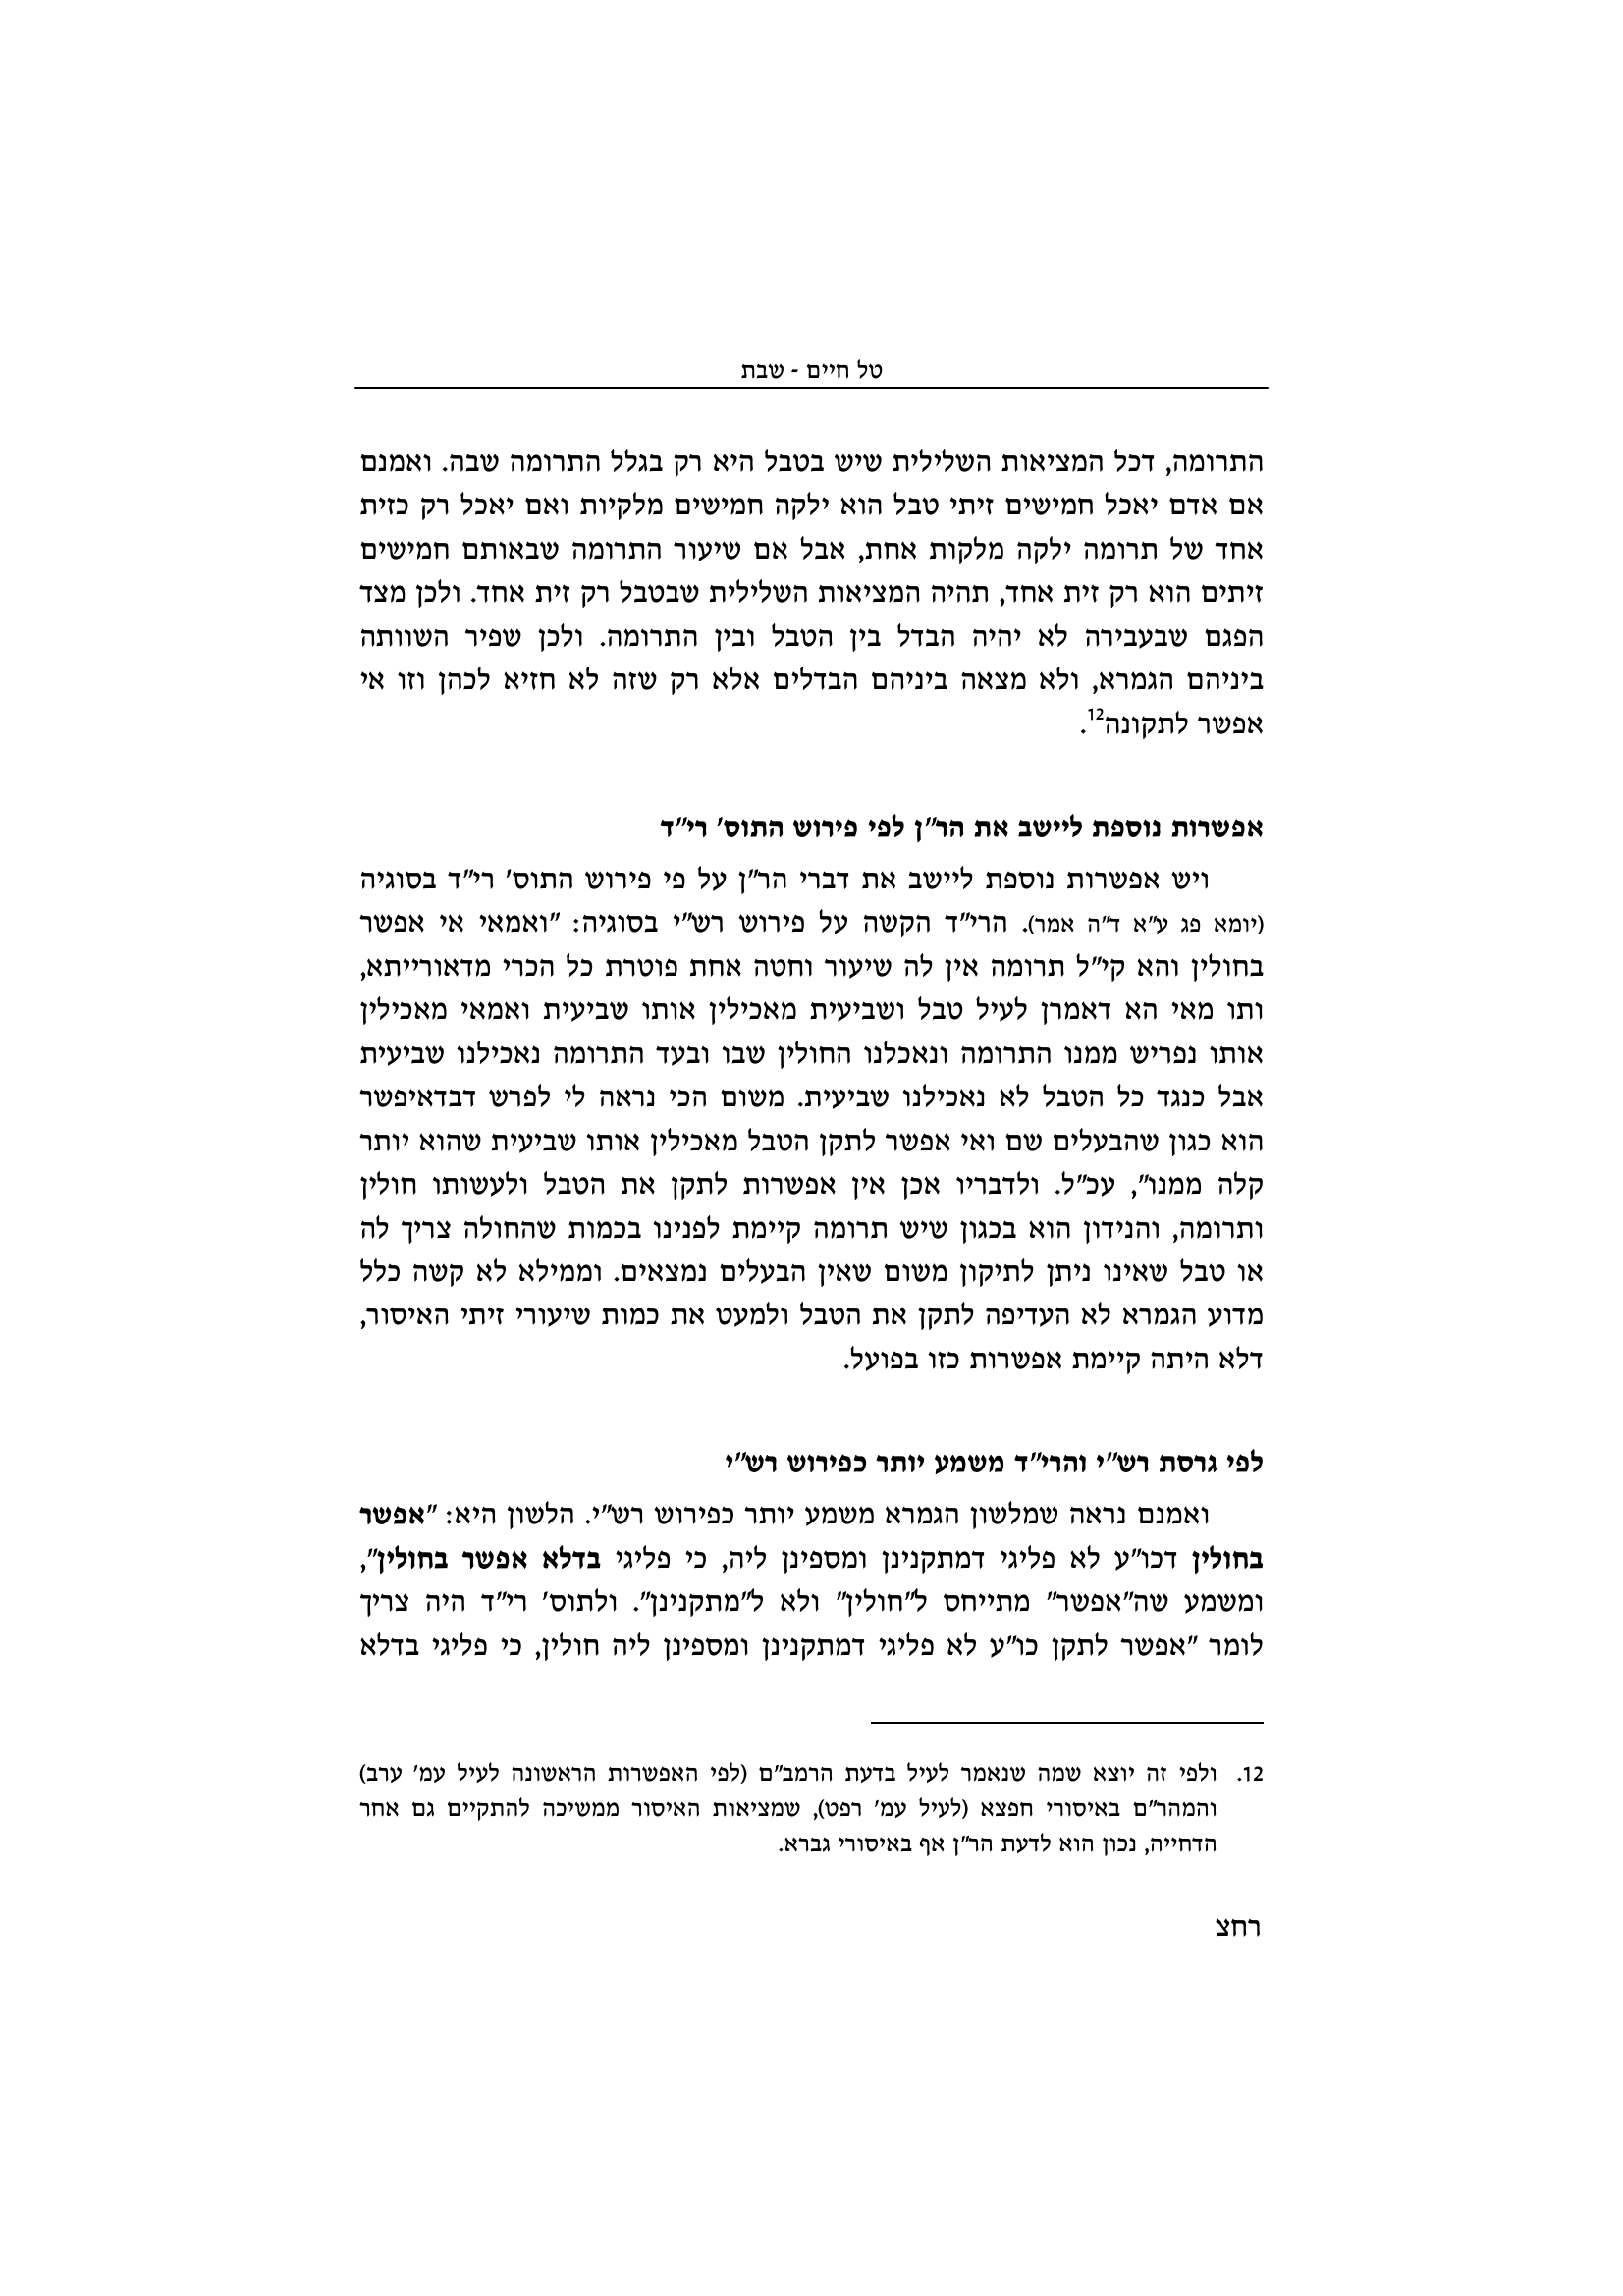 טל חיים - שבת
התרומה, דכל המציאות השלילית שיש בטבל היא רק בגלל התרומה שבה. ואמנם
אם אדם יאכל חמישים זיתי טבל הוא ילקה חמישים מלקיות ואם יאכל רק כזית
אחד של תרומה ילקה מלקות אחת, אבל אם שיעור התרומה שבאותם חמישים
זיתים הוא רק זית אחד, תהיה המציאות השלילית שבטבל רק זית אחד. ולכן מצד
הפגם שבעבירה לא יהיה הבדל בין הטבל ובין התרומה. ולכן שפיר השוותה
ביניהם הגמרא, ולא מצאה ביניהם הבדלים אלא רק שזה לא חזיא לכהן וזו אי
אפשר לתקונה12.
אפשרות נוספת ליישב את הר"ן לפי פירוש התוס' רי"ד
ויש אפשרות נוספת ליישב את דברי הר"ן על פי פירוש התוס' רי"ד בסוגיה
(יומא פג ע"א ד"ה אמר). הרי"ד הקשה על פירוש רש"י בסוגיה: "ואמאי אי אפשר
בחולין והא קי"ל תרומה אין לה שיעור וחטה אחת פוטרת כל הכרי מדאורייתא,
ותו מאי הא דאמרן לעיל טבל ושביעית מאכילין אותו שביעית ואמאי מאכילין
אותו נפריש ממנו התרומה ונאכלנו החולין שבו ובעד התרומה נאכילנו שביעית
אבל כנגד כל הטבל לא נאכילנו שביעית. משום הכי נראה לי לפרש דבדאיפשר
הוא כגון שהבעלים שם ואי אפשר לתקן הטבל מאכילין אותו שביעית שהוא יותר
קלה ממנו", עכ"ל. ולדבריו אכן אין אפשרות לתקן את הטבל ולעשותו חולין
ותרומה, והנידון הוא בכגון שיש תרומה קיימת לפנינו בכמות שהחולה צריך לה
או טבל שאינו ניתן לתיקון משום שאין הבעלים נמצאים. וממילא לא קשה כלל
מדוע הגמרא לא העדיפה לתקן את הטבל ולמעט את כמות שיעורי זיתי האיסור,
דלא היתה קיימת אפשרות כזו בפועל.
לפי גרסת רש"י והרי"ד משמע יותר כפירוש רש"י
ואמנם נראה שמלשון הגמרא משמע יותר כפירוש רש"י. הלשון היא: "אפשר
בחולין דכו"ע לא פליגי דמתקנינן ומספינן ליה, כי פליגי בדלא אפשר בחולין",
ומשמע שה"אפשר" מתייחס ל"חולין" ולא ל"מתקנינן". ולתוס' רי"ד היה צריך
לומר "אפשר לתקן כו"ע לא פליגי דמתקנינן ומספינן ליה חולין, כי פליגי בדלא
12. ולפי זה יוצא שמה שנאמר לעיל בדעת הרמב"ם (לפי האפשרות הראשונה לעיל עמ' ערב)
והמהר"ם באיסורי חפצא (לעיל עמ' רפט), שמציאות האיסור ממשיכה להתקיים גם אחר
הדחייה, נכון הוא לדעת הר"ן אף באיסורי גברא.
רחצ